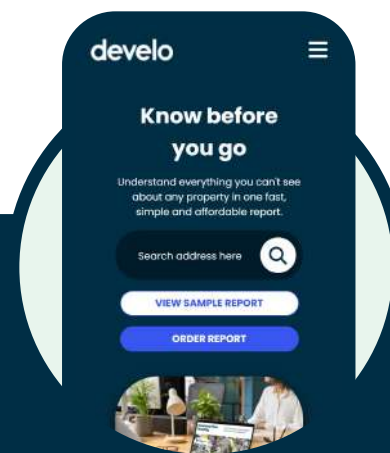 develo
Know before
you go
Understand everything you can't see
about any property in one fast,
simple and affordable report.
Search address here
VIEW SAMPLE REPORT
ORDER REPORT